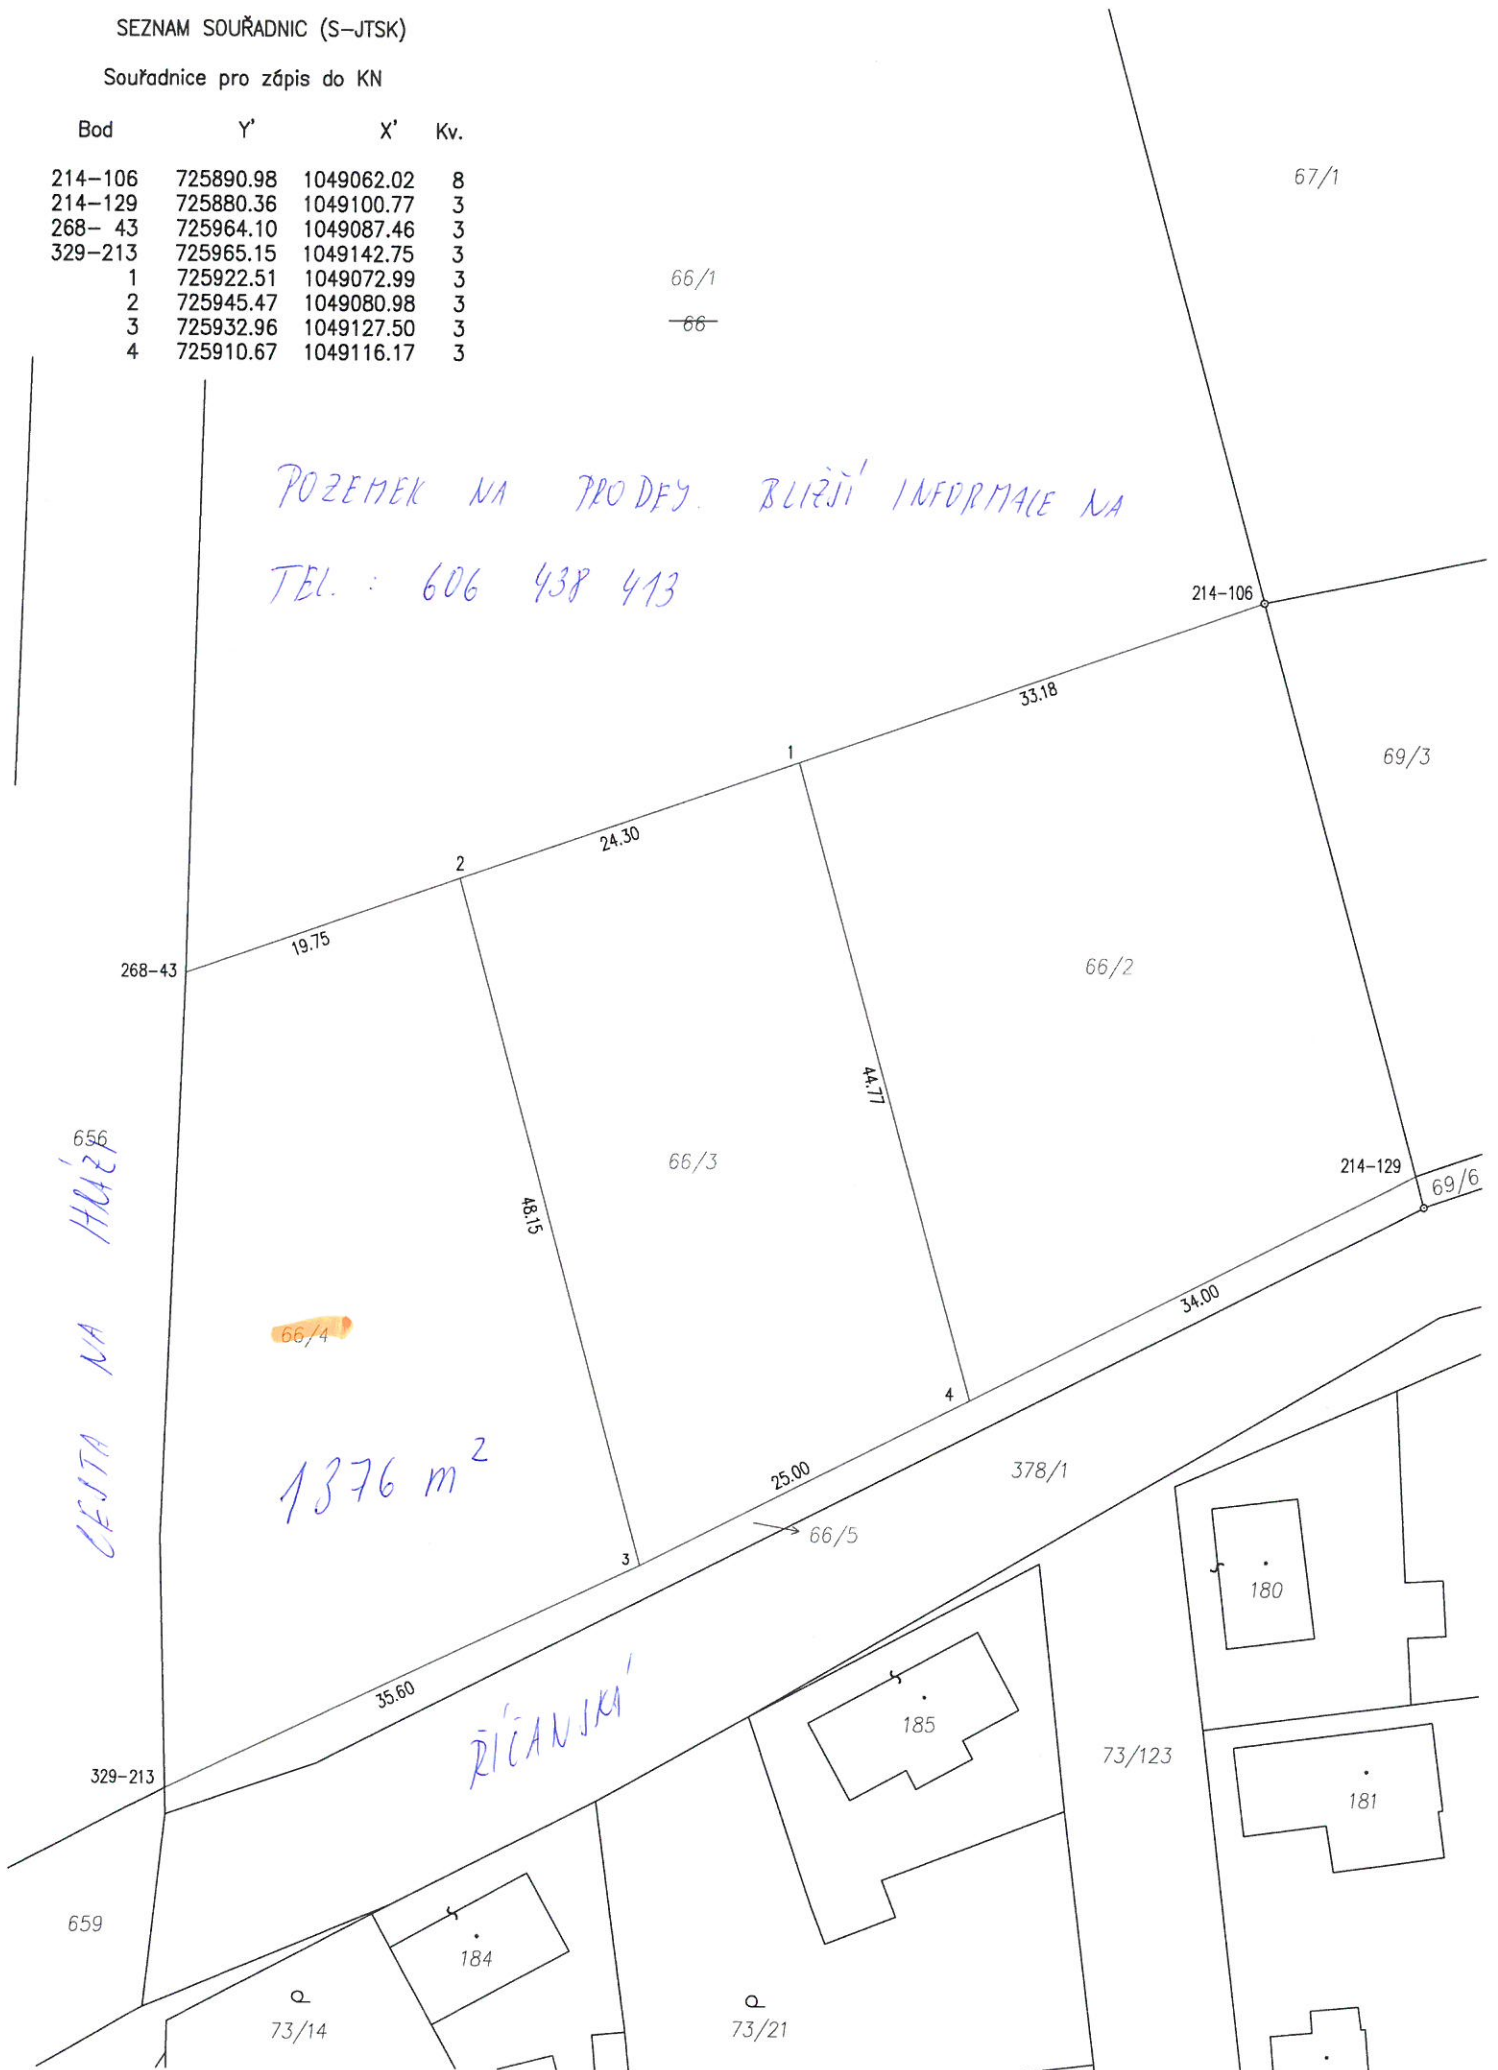 SEZNAM SOUŘADNIC (S-JTSK)
Souřadnice pro zápis do KN
Bod Y' X' Kv.
214-106 725890.98 1049062.02 8
214-129 725880.36 1049100.77 3
268- 43 725964.10 1049087.46 3
329-213 725965.15 1049142.75 3
1 725922.51 1049072.99 3
2 725945.47 1049080.98 3
3 725932.96 1049127.50 3
4 725910.67 1049116.17 3
67/1
66/1
66
POZEMEK NA PRODEJ. BLIŽŠÍ INFORMACE NA
TEL. : 606 438 413
214-106
33.18
1
69/3
24.30
2
19.75
268-43
66/2
44.77
656
66/3
214-129
69/6
48.15
CESTA NA HRÁZI
34.00
66/4
4
1376 m²
25.00
378/1
66/5
3
180
35.60
ŘÍČANSKÁ
185
73/123
329-213
181
659
184
73/14
73/21